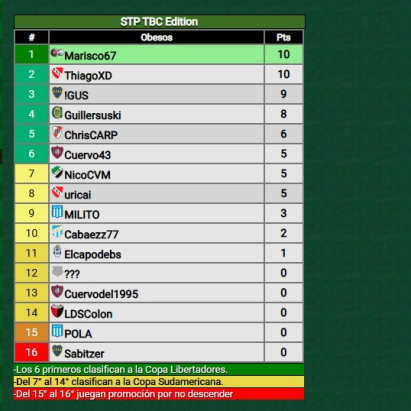 STP TBC Edition
# Obesos Pts
1 Marisco67 10
2 ThiagoXD 10
3 !GUS 9
4 Guillersuski 8
5 ChrisCARP 6
6 Cuervo43 5
7 NicoCVM 5
8 uricai 5
9 MILITO 3
10 Cabaezz77 2
11 Elcapodebs 1
12 ??? 0
13 Cuervodel1995 0
14 LDSColon 0
15 POLA 0
16 Sabitzer 0
-Los 6 primeros clasifican a la Copa Libertadores.
-Del 7° al 14° clasifican a la Copa Sudamericana.
-Del 15° al 16° juegan promoción por no descender